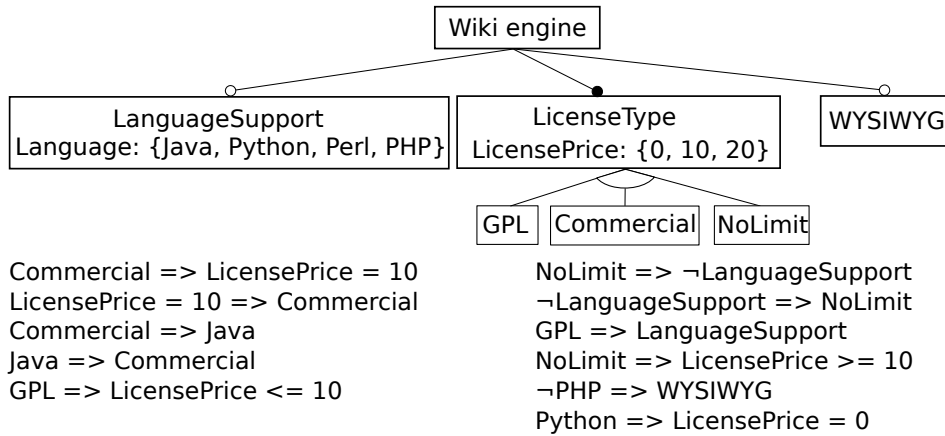 Wiki engine
LanguageSupport
Language: {Java, Python, Perl, PHP}
LicenseType
LicensePrice: {0, 10, 20}
WYSIWYG
GPL
Commercial
NoLimit
Commercial => LicensePrice = 10
LicensePrice = 10 => Commercial
Commercial => Java
Java => Commercial
GPL => LicensePrice <= 10
NoLimit => ¬LanguageSupport
¬LanguageSupport => NoLimit
GPL => LanguageSupport
NoLimit => LicensePrice >= 10
¬PHP => WYSIWYG
Python => LicensePrice = 0